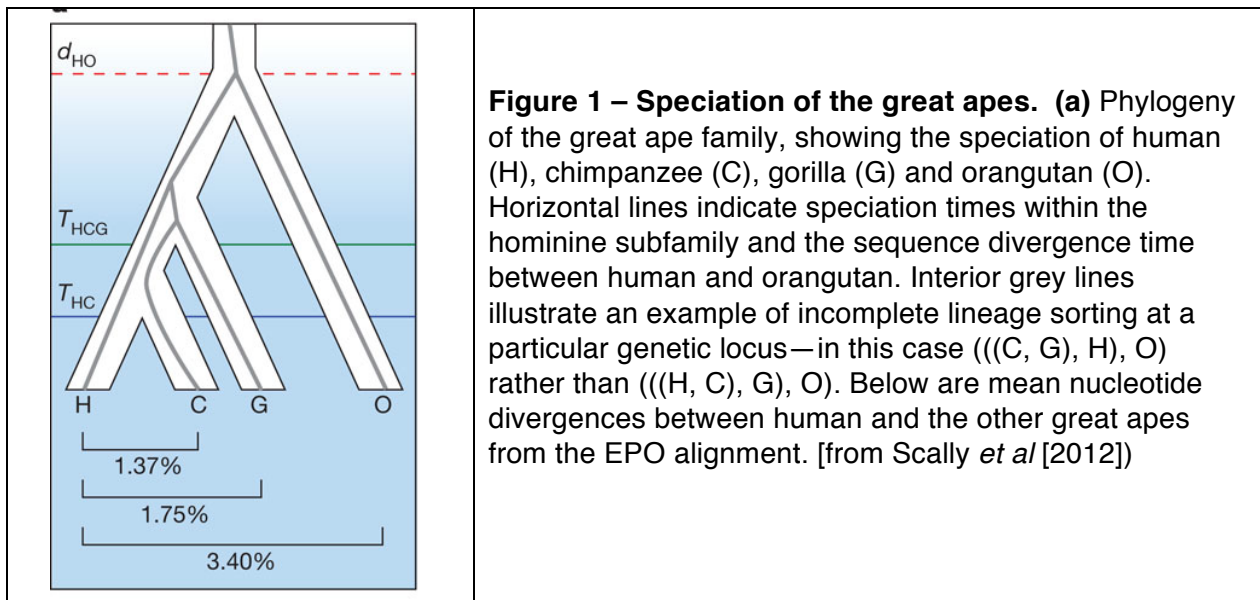 d_HO
T_HCG
T_HC
H C G O
1.37%
1.75%
3.40%
Figure 1 – Speciation of the great apes. (a) Phylogeny
of the great ape family, showing the speciation of human
(H), chimpanzee (C), gorilla (G) and orangutan (O).
Horizontal lines indicate speciation times within the
hominine subfamily and the sequence divergence time
between human and orangutan. Interior grey lines
illustrate an example of incomplete lineage sorting at a
particular genetic locus—in this case (((C, G), H), O)
rather than (((H, C), G), O). Below are mean nucleotide
divergences between human and the other great apes
from the EPO alignment. [from Scally et al [2012])